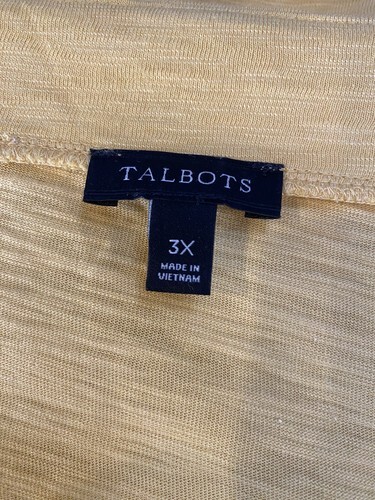 TALBOTS
3X
MADE IN
VIETNAM